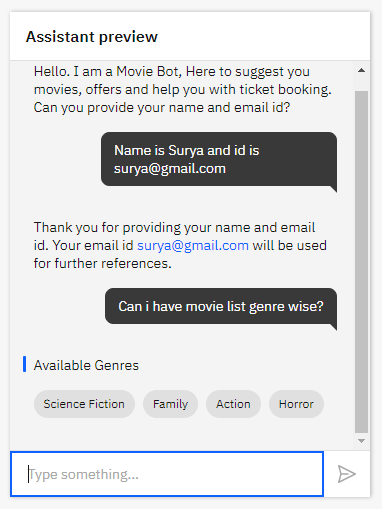 Assistant preview
Hello. I am a Movie Bot, Here to suggest you
movies, offers and help you with ticket booking.
Can you provide your name and email id?
Name is Surya and id is
surya@gmail.com
Thank you for providing your name and email
id. Your email id surya@gmail.com will be used
for further references.
Can i have movie list genre wise?
Available Genres
Science Fiction Family Action Horror
Type something...